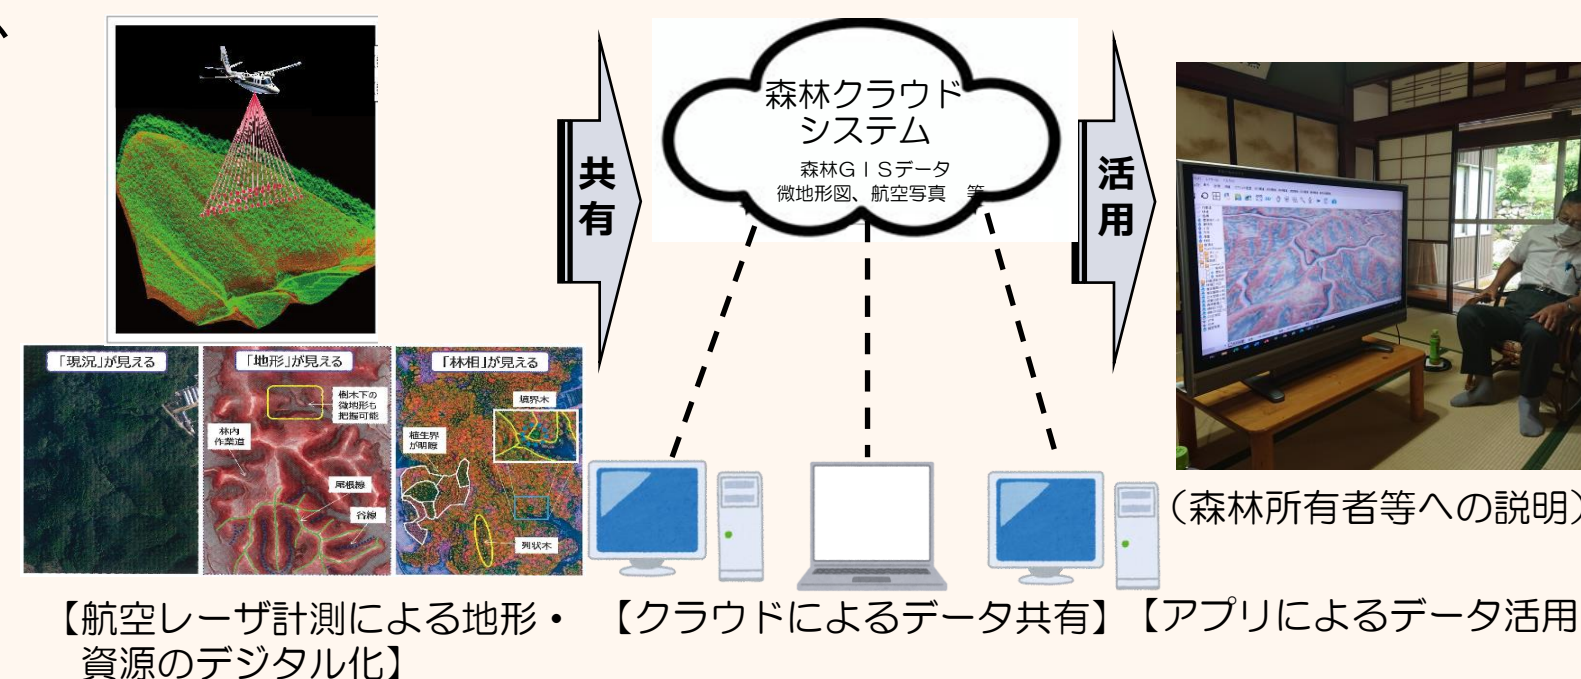 共有
森林クラウド
システム
森林GISデータ
微地形図、航空写真　等
活用
「現況」が見える
「地形」が見える
樹木下の
微地形も
把握可能
林内
作業道
尾根線
谷線
「林相」が見える
境界木
植生界
が明瞭
列状木
（森林所有者等への説明）
【航空レーザ計測による地形・
資源のデジタル化】
【クラウドによるデータ共有】
【アプリによるデータ活用